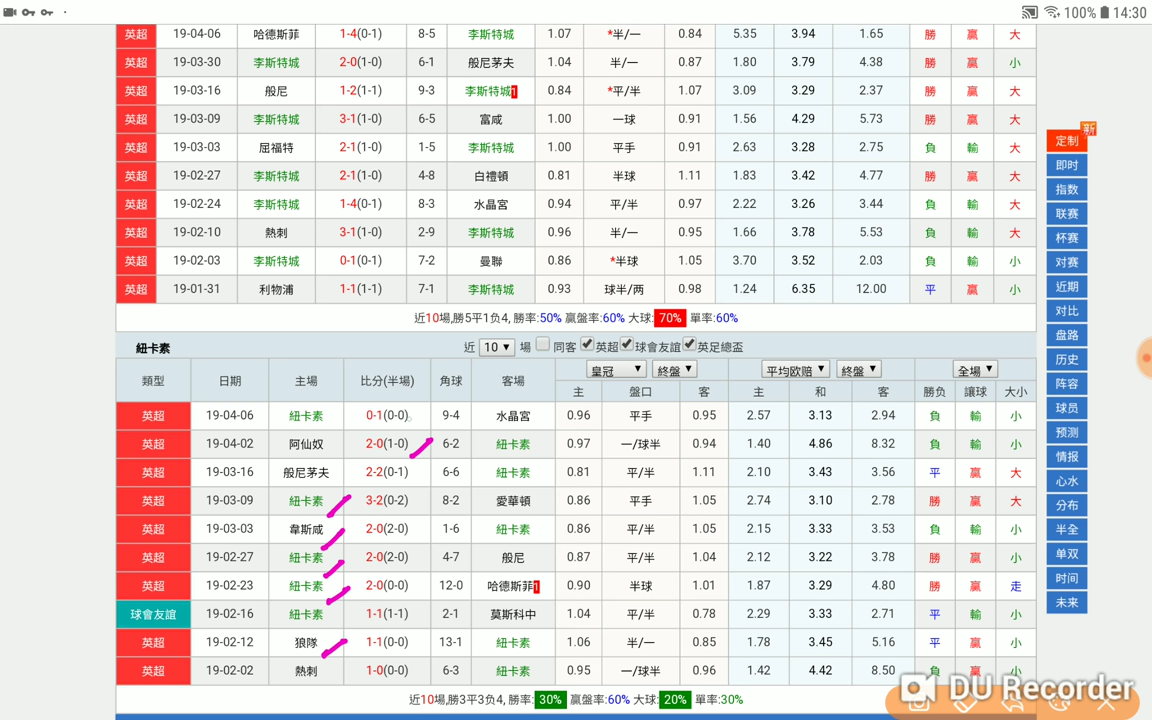 100% 14:30
英超 19-04-06 哈德斯菲 1-4(0-1) 8-5 李斯特城 1.07 *半/一 0.84 5.35 3.94 1.65 勝 贏 大
英超 19-03-30 李斯特城 2-0(1-0) 6-1 般尼茅夫 1.04 半/一 0.87 1.80 3.79 4.38 勝 贏 小
英超 19-03-16 般尼 1-2(1-1) 9-3 李斯特城1 0.84 *平/半 1.07 3.09 3.29 2.37 勝 贏 大
英超 19-03-09 李斯特城 3-1(1-0) 6-5 富咸 1.00 一球 0.91 1.56 4.29 5.73 勝 贏 大
英超 19-03-03 屈福特 2-1(1-0) 1-5 李斯特城 1.00 平手 0.91 2.63 3.28 2.75 負 輸 大
英超 19-02-27 李斯特城 2-1(1-0) 4-8 白禮頓 0.81 半球 1.11 1.83 3.42 4.77 勝 贏 大
英超 19-02-24 李斯特城 1-4(0-1) 8-3 水晶宮 0.94 平/半 0.97 2.22 3.26 3.44 負 輸 大
英超 19-02-10 熱刺 3-1(1-0) 2-9 李斯特城 0.96 半/一 0.95 1.66 3.78 5.53 負 輸 大
英超 19-02-03 李斯特城 0-1(0-1) 7-2 曼聯 0.86 *半球 1.05 3.70 3.52 2.03 負 輸 小
英超 19-01-31 利物浦 1-1(1-1) 7-1 李斯特城 0.93 球半/两 0.98 1.24 6.35 12.00 平 贏 小
近10場,勝5平1负4, 勝率:50% 贏盤率:60% 大球:70% 單率:60%
紐卡素 近 10 場 同客 英超 球會友誼 英足總盃
類型 日期 主場 比分(半場) 角球 客場 皇冠 終盤 平均欧赔 終盤 全場
主 盤口 客 主 和 客 勝负 讓球 大小
英超 19-04-06 紐卡素 0-1(0-0) 9-4 水晶宮 0.96 平手 0.95 2.57 3.13 2.94 負 輸 小
英超 19-04-02 阿仙奴 2-0(1-0) 6-2 紐卡素 0.97 一/球半 0.94 1.40 4.86 8.32 負 輸 小
英超 19-03-16 般尼茅夫 2-2(0-1) 6-6 紐卡素 0.81 平/半 1.11 2.10 3.43 3.56 平 贏 大
英超 19-03-09 紐卡素 3-2(0-2) 8-2 愛華頓 0.86 平手 1.05 2.74 3.10 2.78 勝 贏 大
英超 19-03-03 韋斯咸 2-0(2-0) 1-6 紐卡素 0.86 平/半 1.05 2.15 3.33 3.53 負 輸 小
英超 19-02-27 紐卡素 2-0(2-0) 4-7 般尼 0.87 平/半 1.04 2.12 3.22 3.78 勝 贏 小
英超 19-02-23 紐卡素 2-0(0-0) 12-0 哈德斯菲1 0.90 半球 1.01 1.87 3.29 4.80 勝 贏 走
球會友誼 19-02-16 紐卡素 1-1(1-1) 2-1 莫斯科中 1.04 平/半 0.78 2.29 3.33 2.71 平 輸 小
英超 19-02-12 狼隊 1-1(0-0) 13-1 紐卡素 1.06 半/一 0.85 1.78 3.45 5.16 平 贏 小
英超 19-02-02 熱刺 1-0(0-0) 6-3 紐卡素 0.95 一/球半 0.96 1.42 4.42 8.50 負 贏 小
近10場,勝3平3负4, 勝率:30% 贏盤率:60% 大球:20% 單率:30%
新
定制
即时
指数
联赛
杯赛
对赛
近期
对比
盘路
历史
阵容
球员
预测
情报
心水
分布
半全
单双
时间
未来
DU Recorder